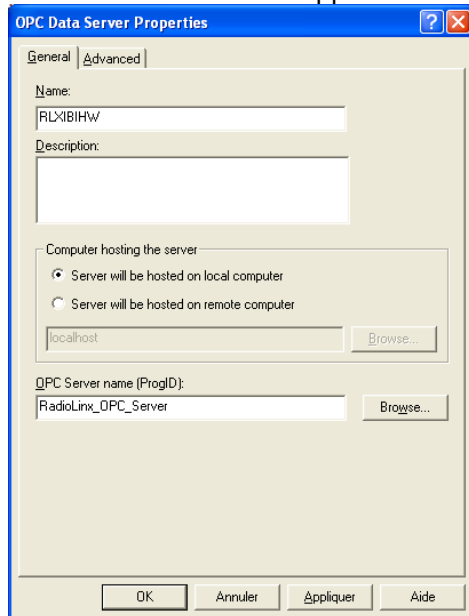 OPC Data Server Properties
General Advanced
Name:
RLXIBIHW
Description:
Computer hosting the server
Server will be hosted on local computer
Server will be hosted on remote computer
localhost Browse...
OPC Server name (ProgID):
RadioLinx_OPC_Server Browse...
OK Annuler Appliquer Aide